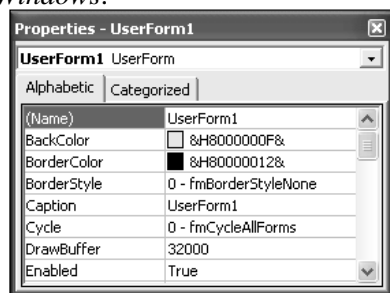 Windows.
Properties - UserForm1
UserForm1 UserForm
Alphabetic Categorized
(Name) UserForm1
BackColor &H8000000F&
BorderColor &H80000012&
BorderStyle 0 - fmBorderStyleNone
Caption UserForm1
Cycle 0 - fmCycleAllForms
DrawBuffer 32000
Enabled True